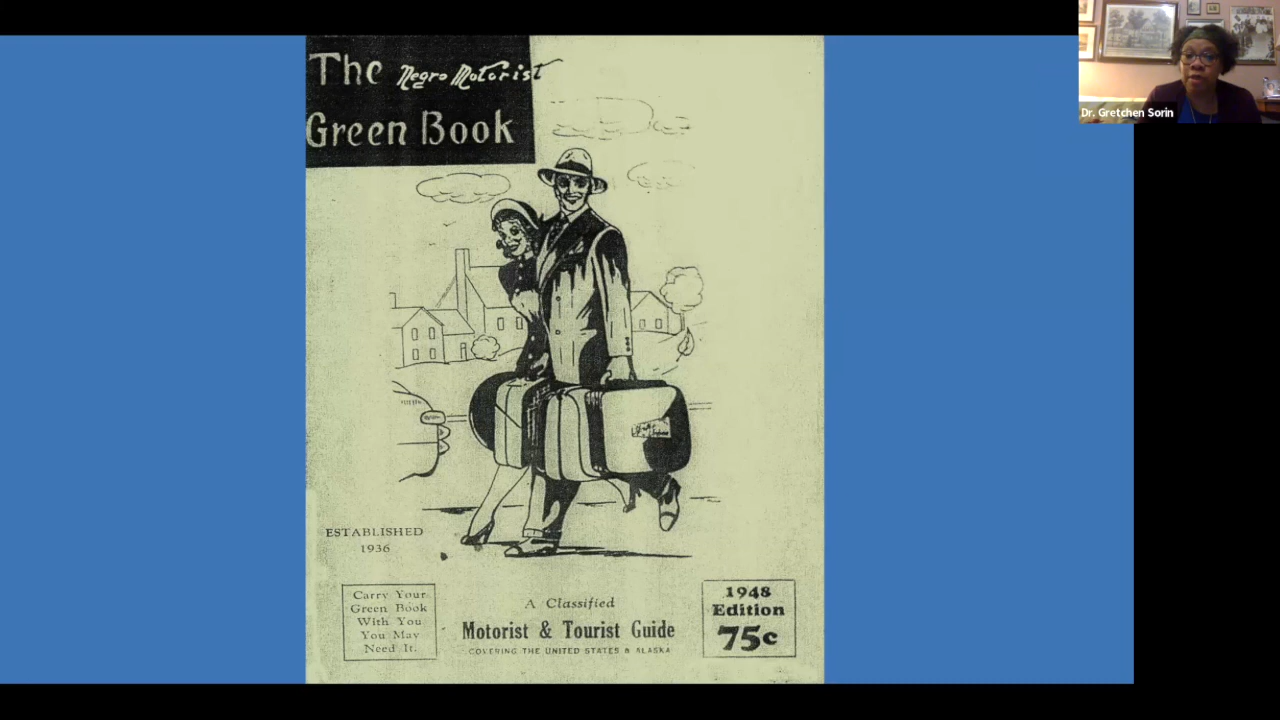 The Negro Motorist
Green Book
Dr. Gretchen Sorin
ESTABLISHED
1936
Carry Your
Green Book
With You
You May
Need It.
A Classified
Motorist & Tourist Guide
COVERING THE UNITED STATES & ALASKA
1948
Edition
75c